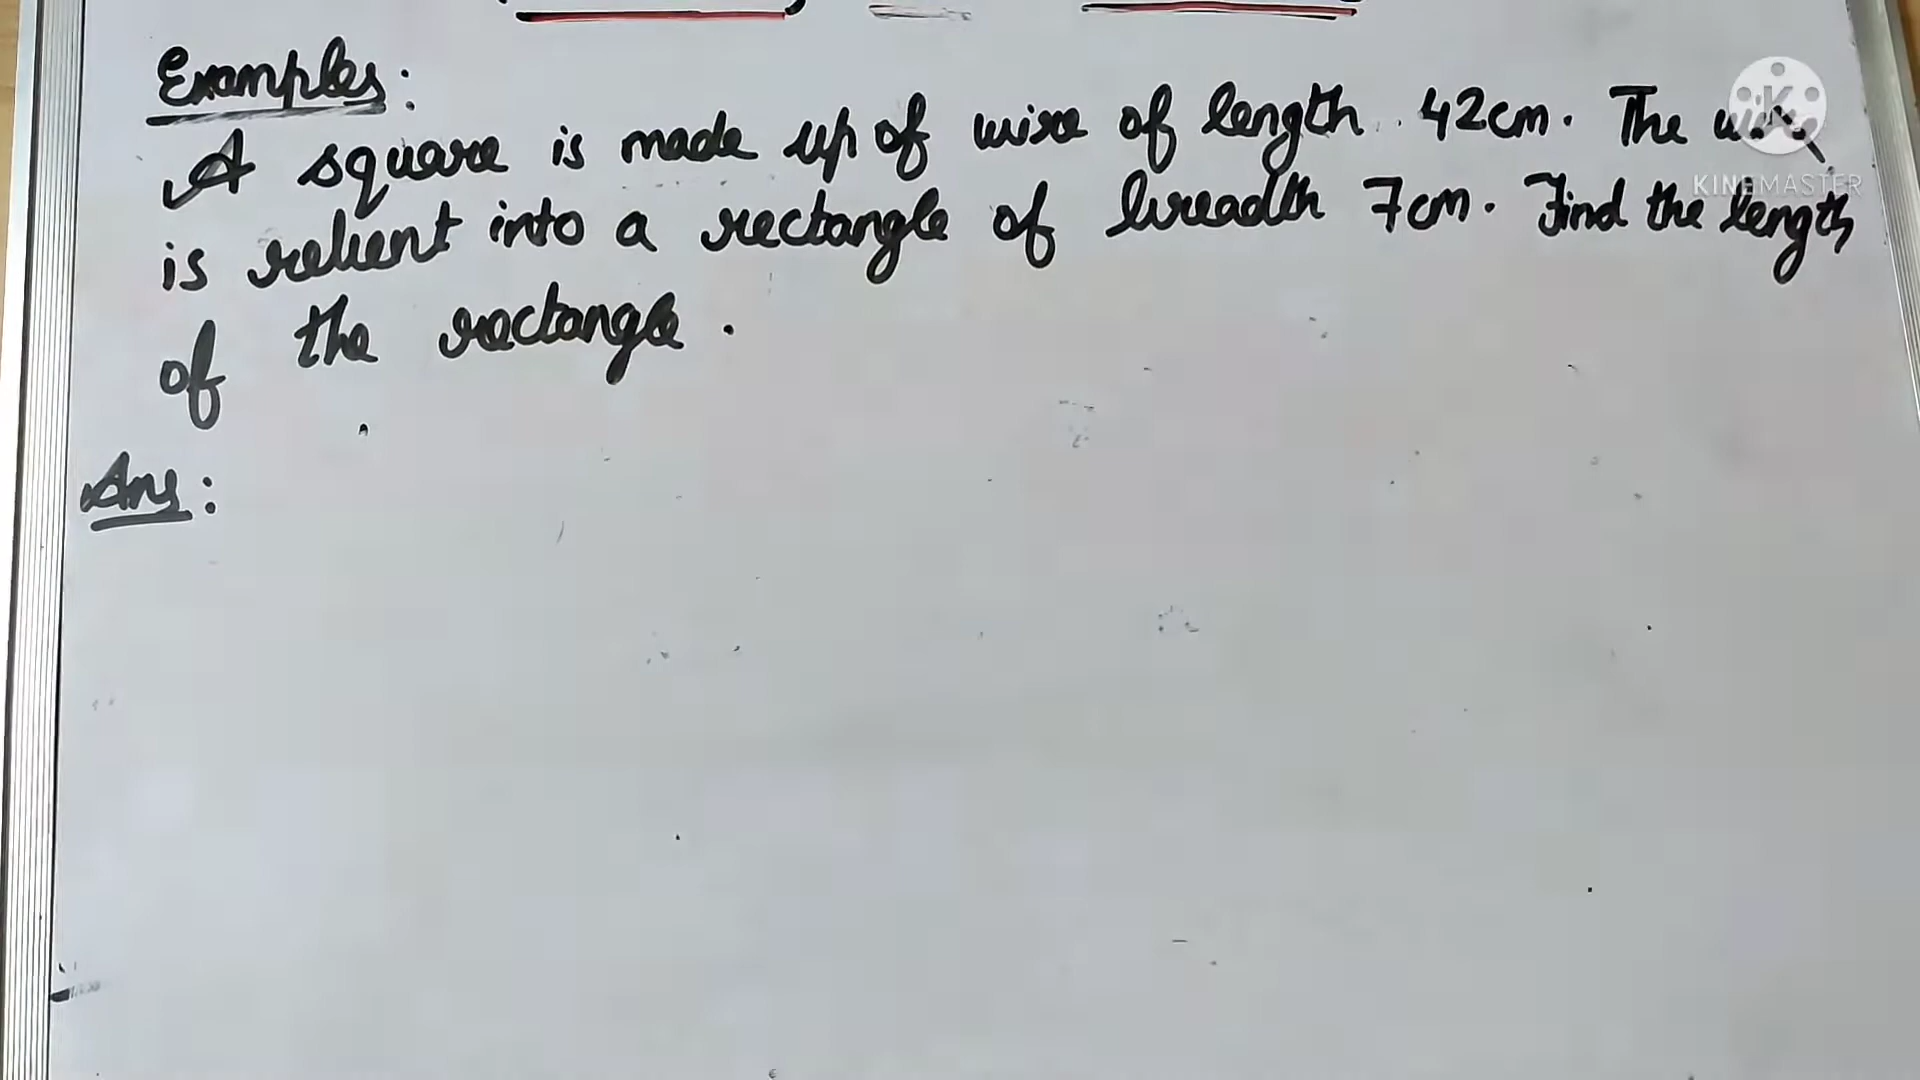 Examples:
A square is made up of wire of length 42cm. The
is rebent into a rectangle of breadth 7cm. Find the length
of the rectangle.
Ans:
KINEMASTER